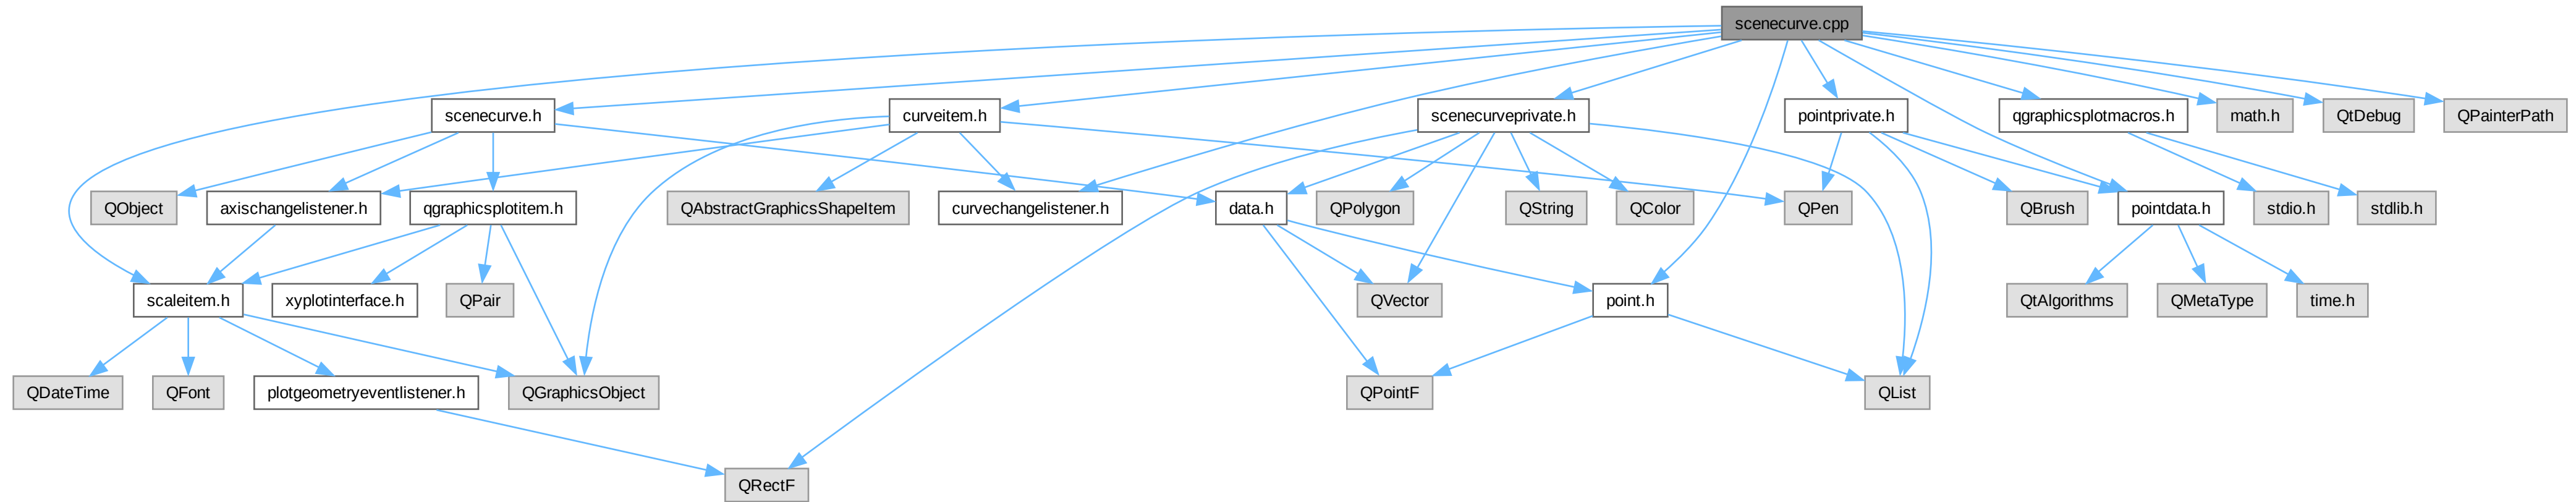 scenecurve.cpp
scenecurve.h
curveitem.h
scenecurveprivate.h
pointprivate.h
qgraphicsplotmacros.h
math.h
QtDebug
QPainterPath
QObject
axischangelistener.h
qgraphicsplotitem.h
QAbstractGraphicsShapeItem
curvechangelistener.h
data.h
QPolygon
QString
QColor
QPen
QBrush
pointdata.h
stdio.h
stdlib.h
scaleitem.h
xyplotinterface.h
QPair
QVector
point.h
QtAlgorithms
QMetaType
time.h
QDateTime
QFont
plotgeometryeventlistener.h
QGraphicsObject
QPointF
QList
QRectF